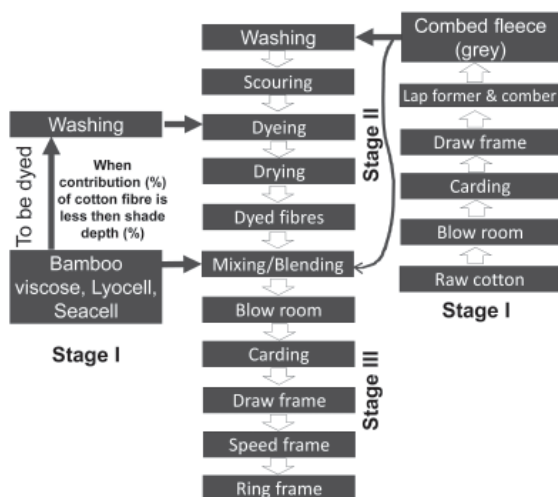 Washing
Scouring
Dyeing
Drying
Dyed fibres
Mixing/Blending
Blow room
Carding
Draw frame
Speed frame
Ring frame
Stage II
Stage III
Washing
To be dyed
When
contribution (%)
of cotton fibre is
less then shade
depth (%)
Bamboo
viscose, Lyocell,
Seacell
Stage I
Combed fleece
(grey)
Lap former & comber
Draw frame
Carding
Blow room
Raw cotton
Stage I